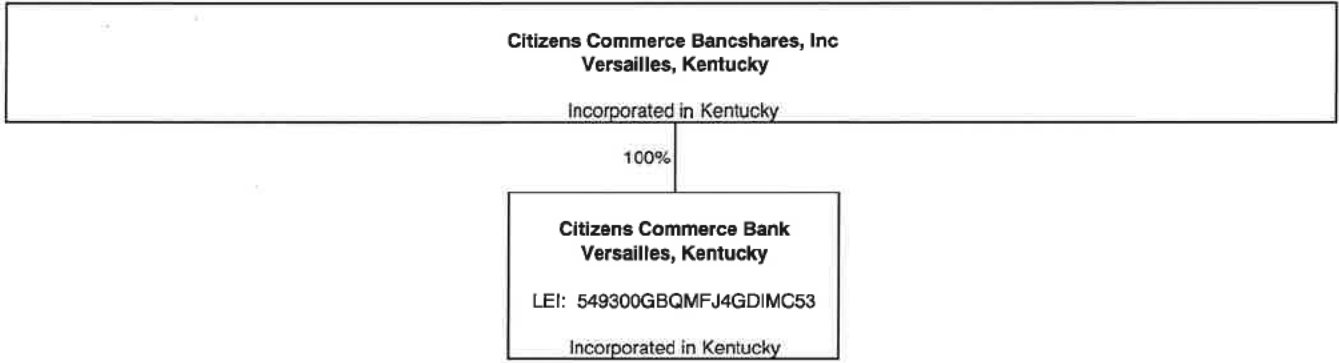 Citizens Commerce Bancshares, Inc
Versailles, Kentucky
Incorporated in Kentucky
100%
Citizens Commerce Bank
Versailles, Kentucky
LEI: 549300GBQMFJ4GDIMC53
Incorporated in Kentucky